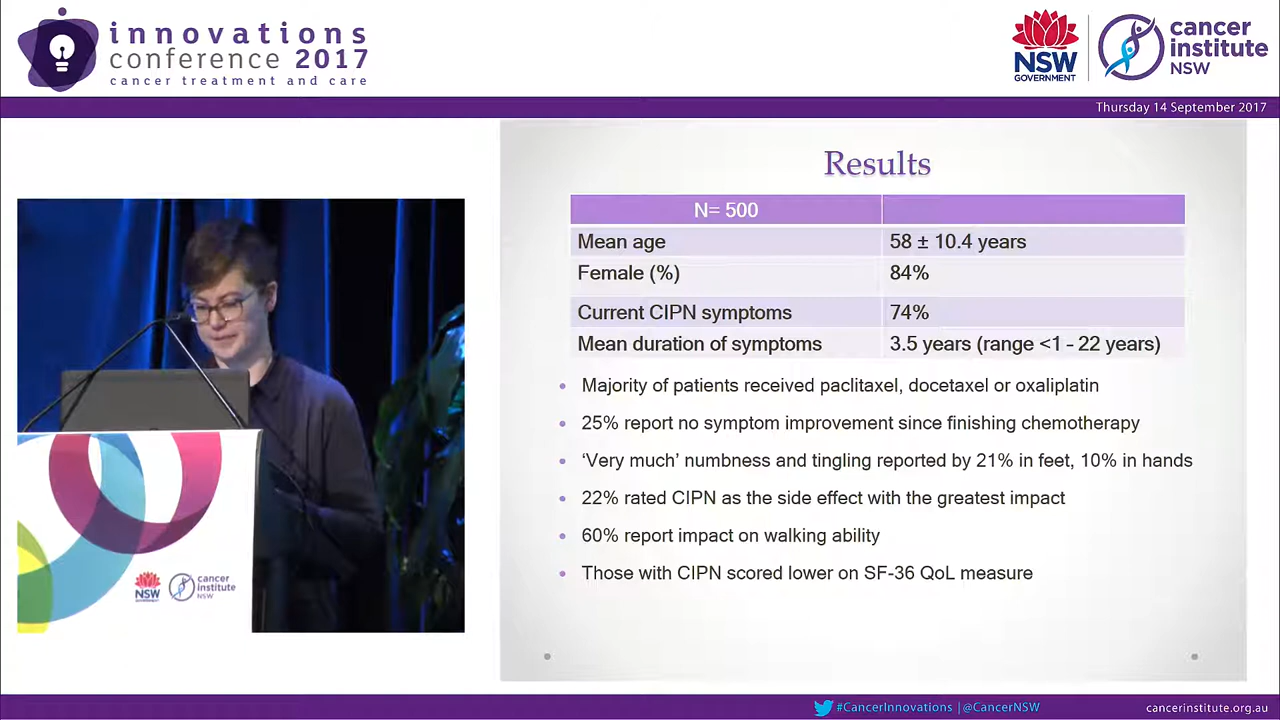 innovations
conference 2017
cancer treatment and care
NSW
GOVERNMENT
cancer
institute
NSW
Thursday 14 September 2017
Results
N= 500
Mean age 58 ± 10.4 years
Female (%) 84%
Current CIPN symptoms 74%
Mean duration of symptoms 3.5 years (range <1 - 22 years)
• Majority of patients received paclitaxel, docetaxel or oxaliplatin
• 25% report no symptom improvement since finishing chemotherapy
• ‘Very much’ numbness and tingling reported by 21% in feet, 10% in hands
• 22% rated CIPN as the side effect with the greatest impact
• 60% report impact on walking ability
• Those with CIPN scored lower on SF-36 QoL measure
NSW
cancer
institute
NSW
#CancerInnovations | @CancerNSW
cancerinstitute.org.au